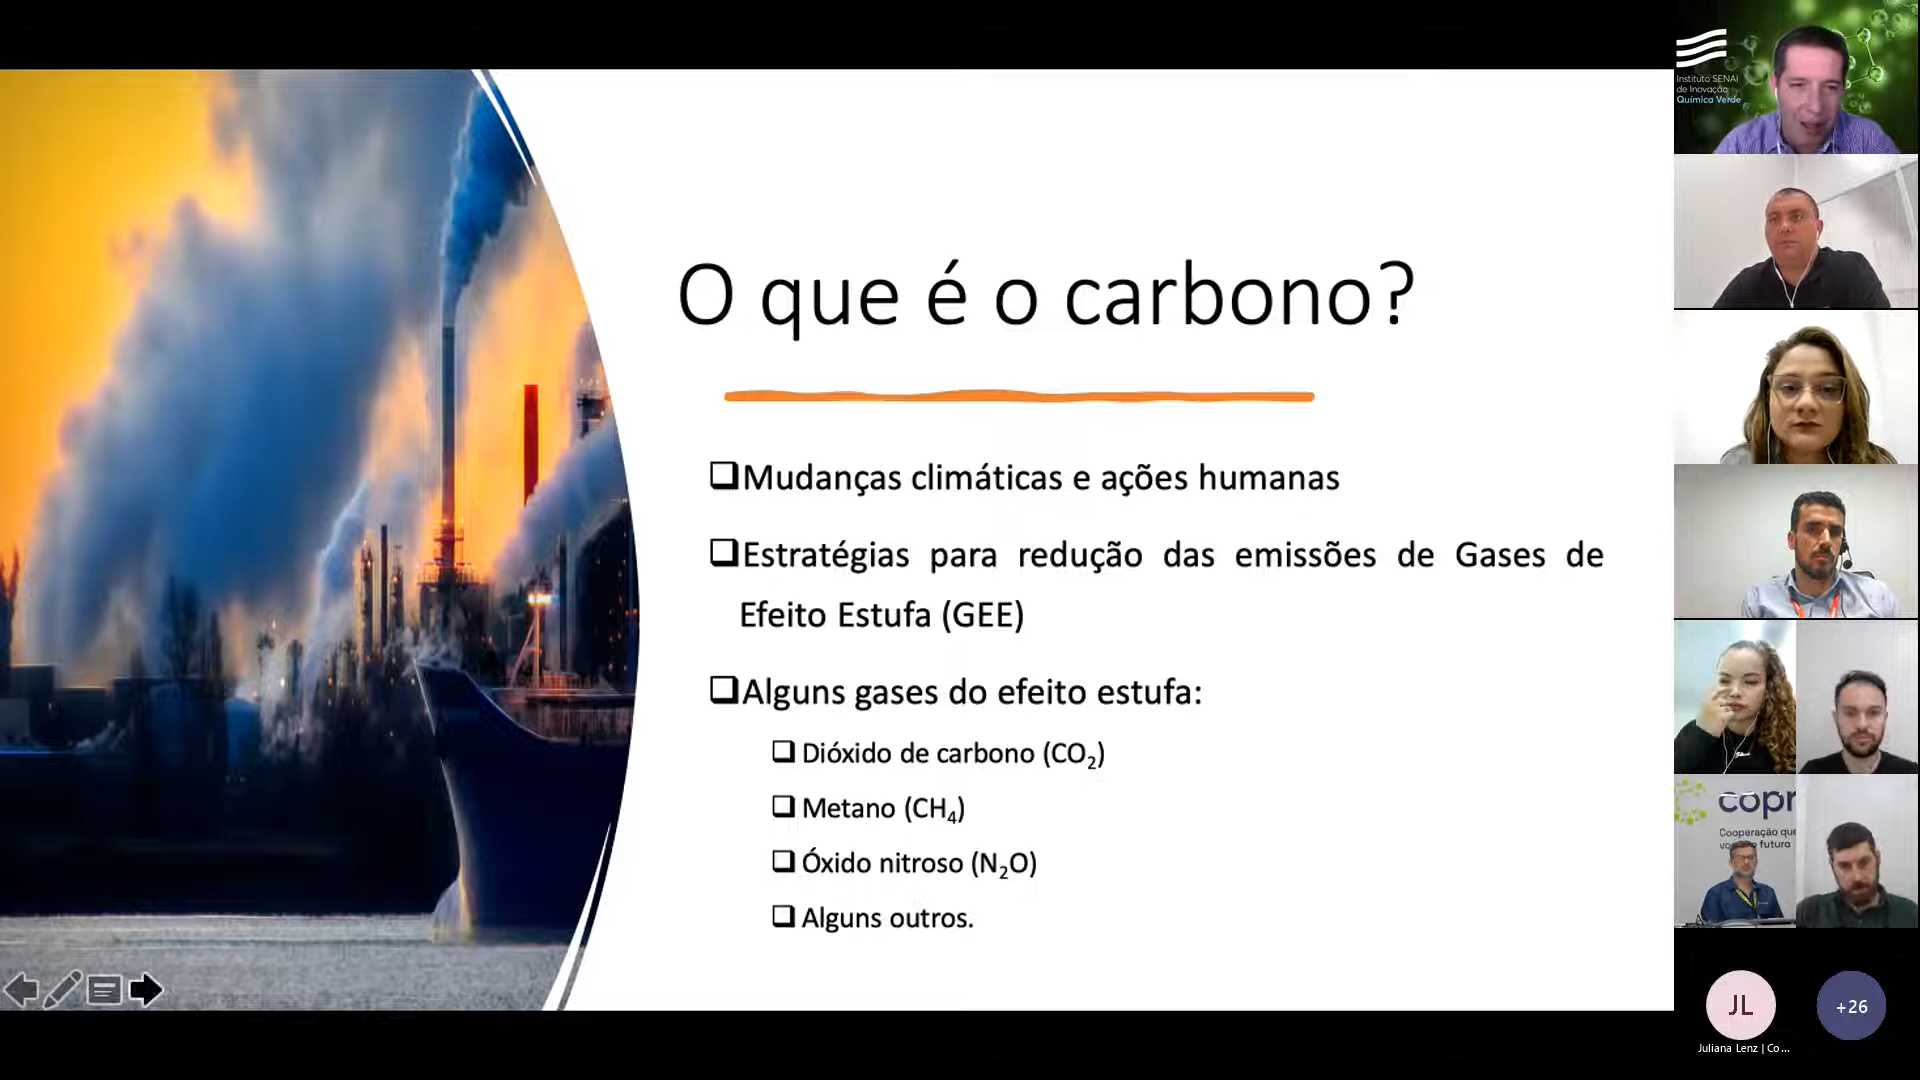 O que é o carbono?
❑Mudanças climáticas e ações humanas
❑Estratégias para redução das emissões de Gases de
Efeito Estufa (GEE)
❑Alguns gases do efeito estufa:
❑ Dióxido de carbono (CO₂)
❑ Metano (CH₄)
❑ Óxido nitroso (N₂O)
❑ Alguns outros.
Instituto SENAI
de Inovação
Química Verde
copr
Cooperação que
futuro
JL
+26
Juliana Lenz | Co...